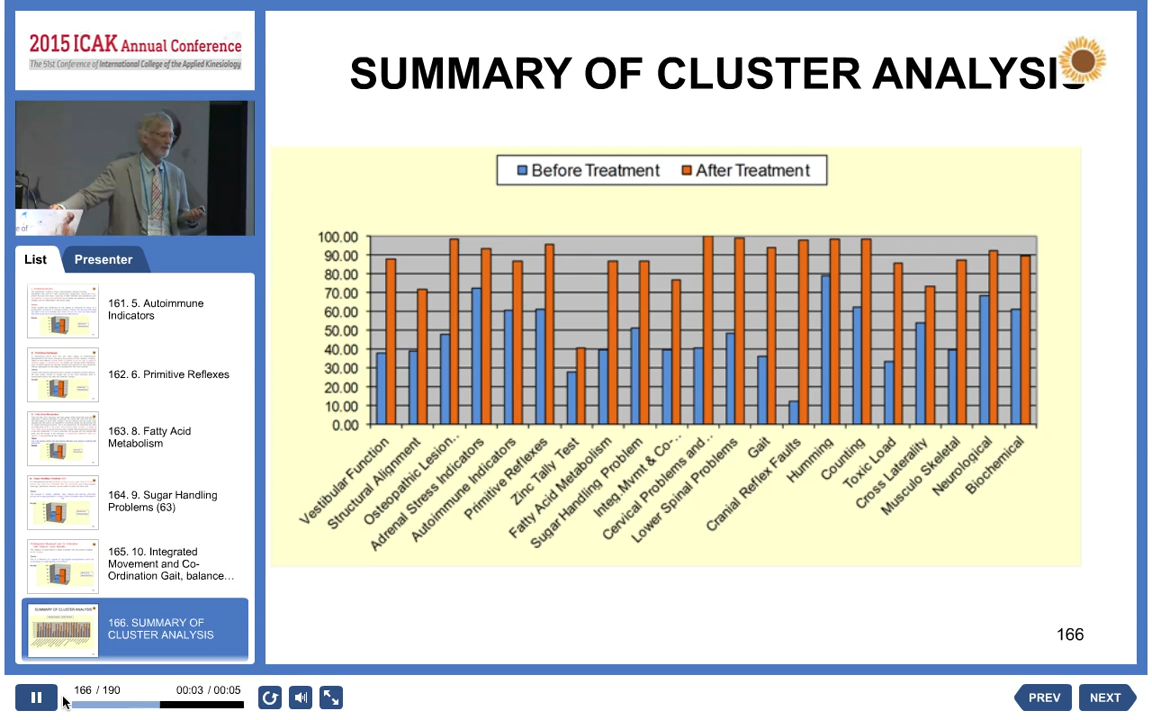 2015 ICAK Annual Conference
The 51st Conference of International College of the Applied Kinesiology
e of
List
Presenter
161. 5. Autoimmune
Indicators
162. 6. Primitive Reflexes
163. 8. Fatty Acid
Metabolism
164. 9. Sugar Handling
Problems (63)
165. 10. Integrated
Movement and Co-
Ordination Gait, balance...
SUMMARY OF CLUSTER ANALYSIS
166. SUMMARY OF
CLUSTER ANALYSIS
SUMMARY OF CLUSTER ANALYSIS
Before Treatment
After Treatment
100.00
90.00
80.00
70.00
60.00
50.00
40.00
30.00
20.00
10.00
0.00
Vestibular Function
Structural Alignment
Osteopathic Lesion..
Adrenal Stress Indicators
Autoimmune Indicators
Primitive Reflexes
Zinc Tally Test
Fatty Acid Metabolism
Sugar Handling Problem
Integ.Mvmt & Co-..
Cervical Problems and..
Lower Spinal Problems
Gait
Cranial Reflex Faults
Humming
Counting
Toxic Load
Cross Laterality
Musculo Skeletal
Neurological
Biochemical
166
166 / 190
00:03 / 00:05
PREV
NEXT